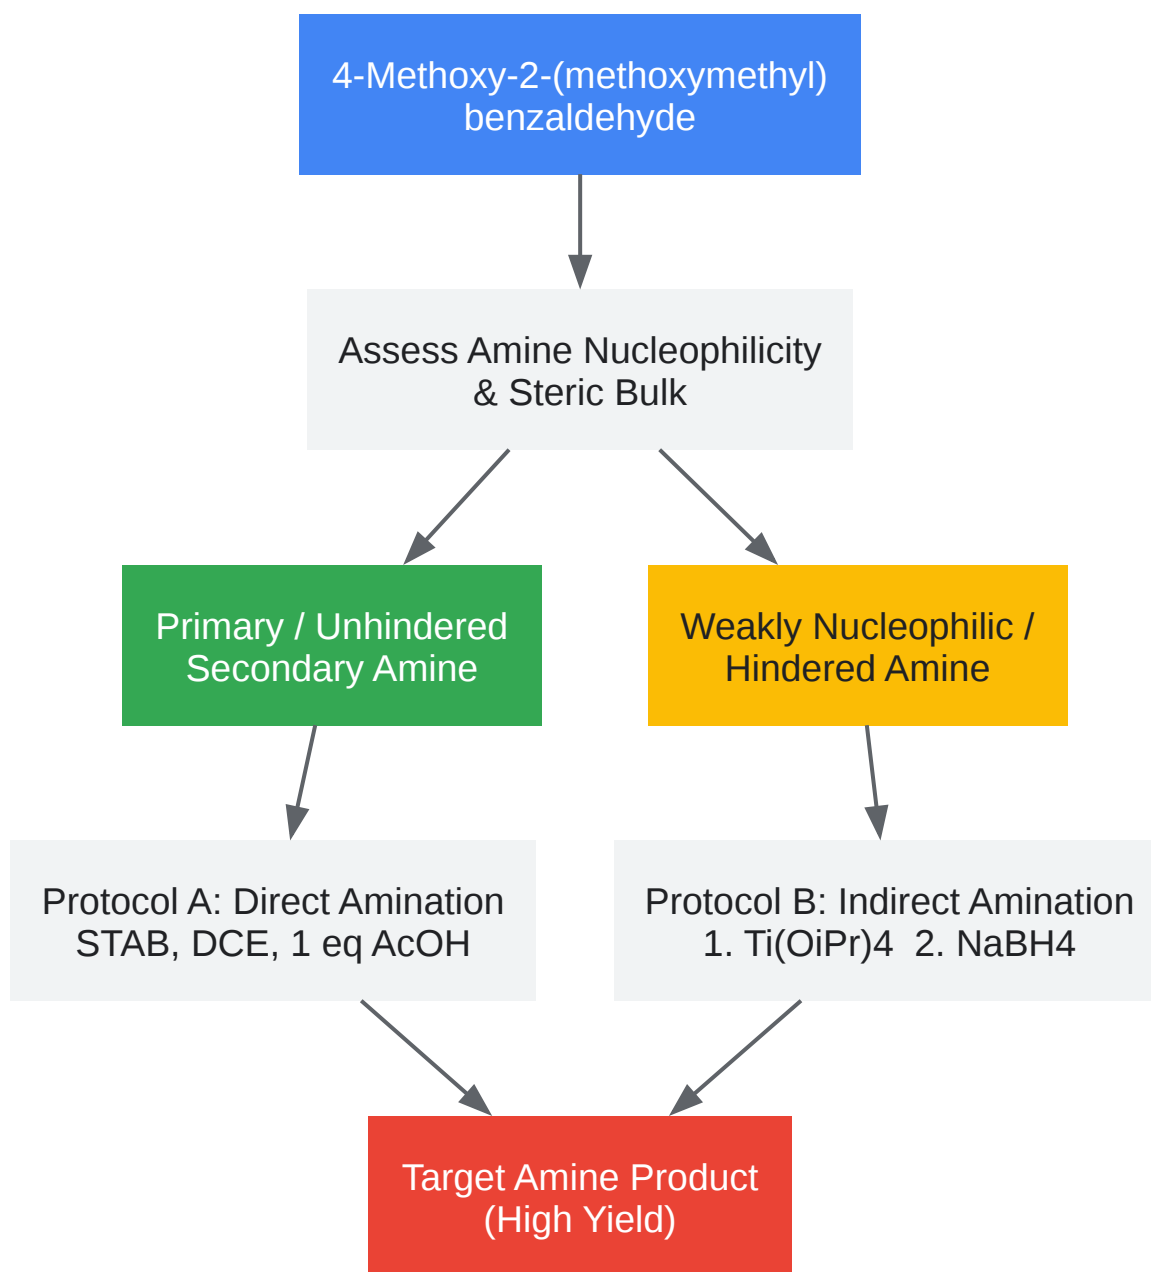 4-Methoxy-2-(methoxymethyl)
benzaldehyde
Assess Amine Nucleophilicity
& Steric Bulk
Primary / Unhindered
Secondary Amine
Weakly Nucleophilic /
Hindered Amine
Protocol A: Direct Amination
STAB, DCE, 1 eq AcOH
Protocol B: Indirect Amination
1. Ti(OiPr)4  2. NaBH4
Target Amine Product
(High Yield)